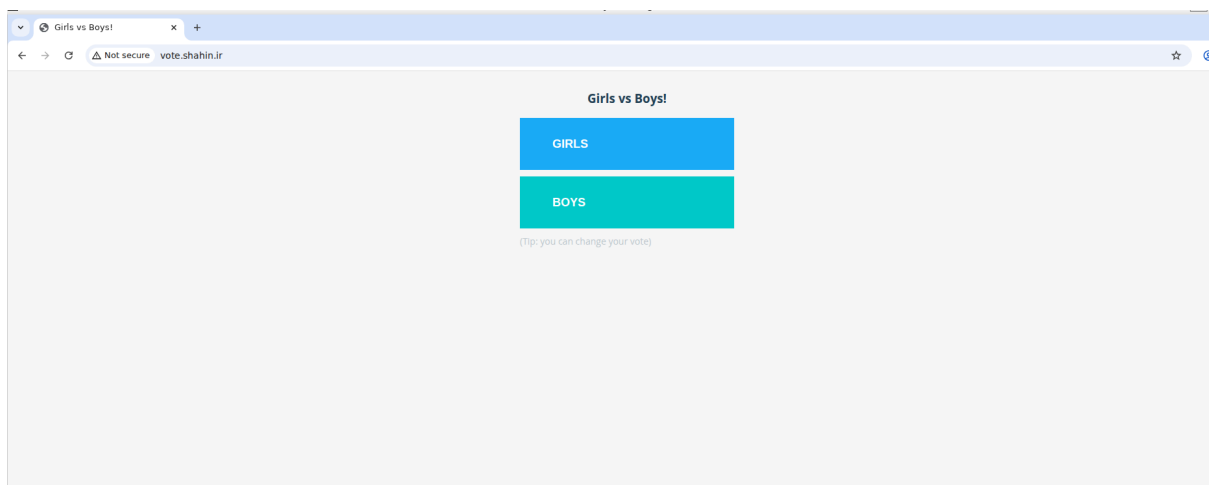 Girls vs Boys!
Not secure vote.shahin.ir
Girls vs Boys!
GIRLS
BOYS
(Tip: you can change your vote)